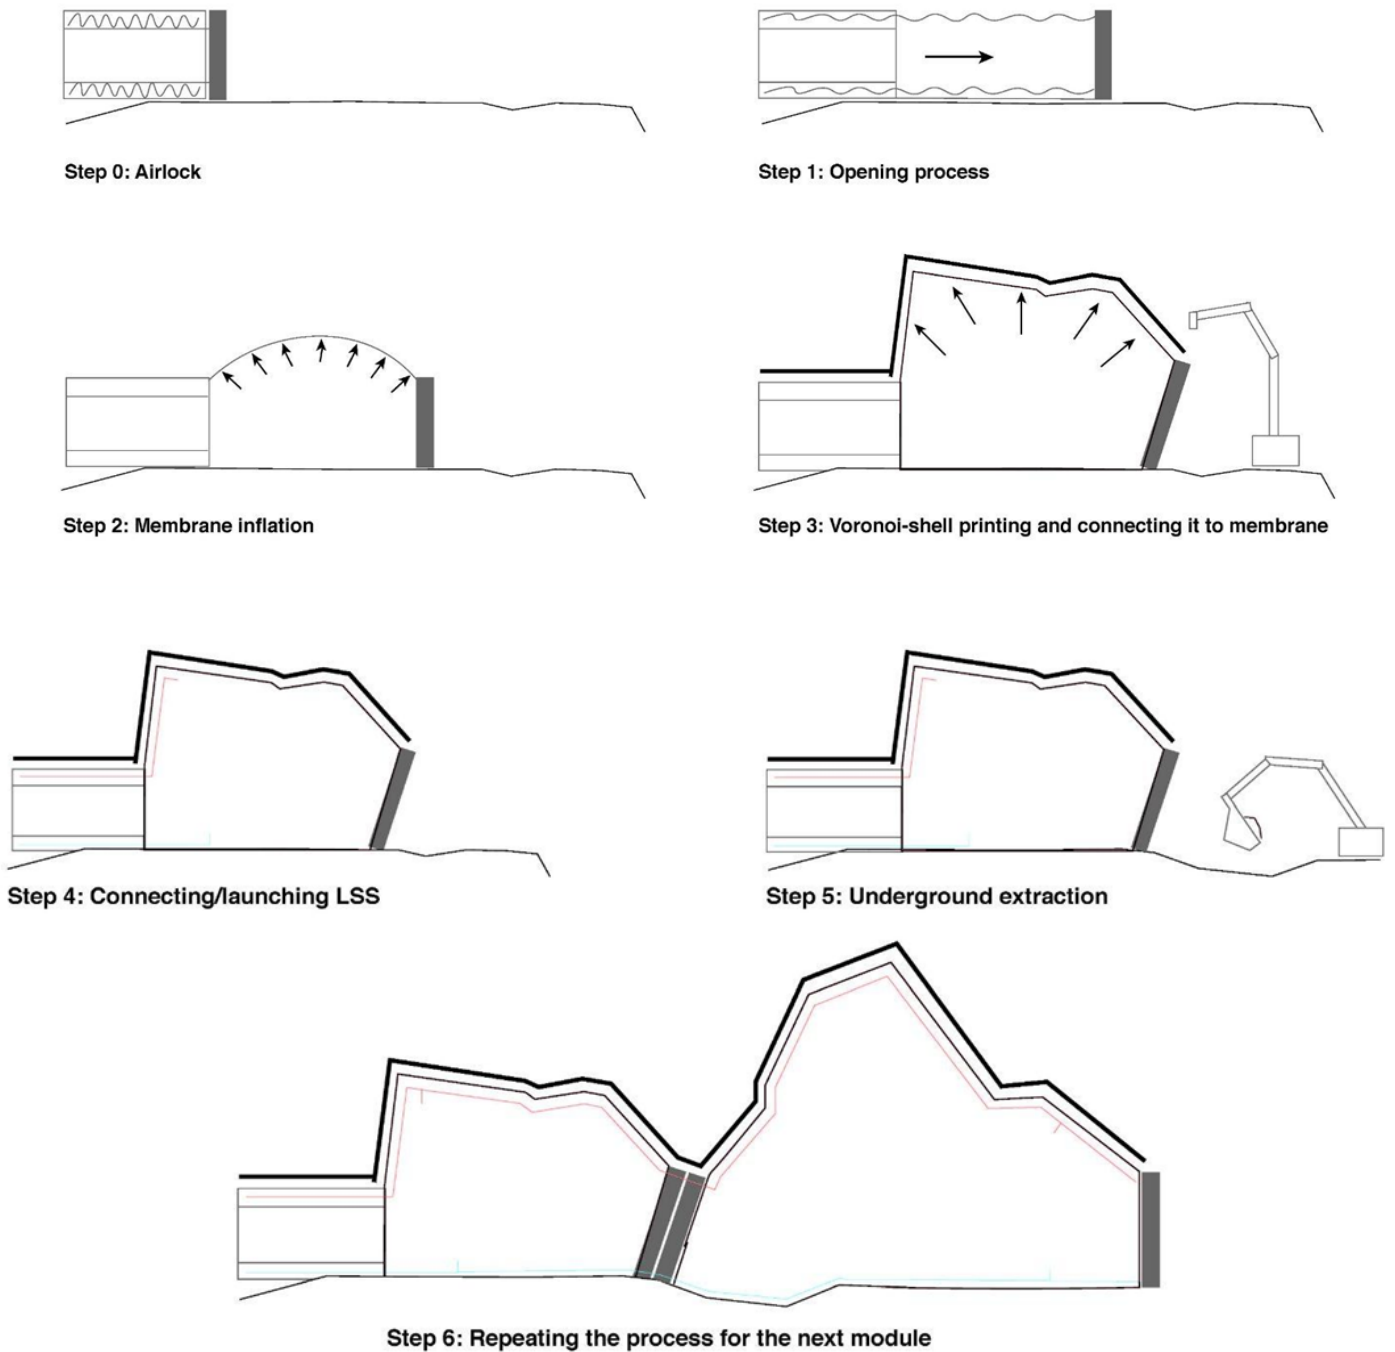 Step 0: Airlock
Step 1: Opening process
Step 2: Membrane inflation
Step 3: Voronoi-shell printing and connecting it to membrane
Step 4: Connecting/launching LSS
Step 5: Underground extraction
Step 6: Repeating the process for the next module